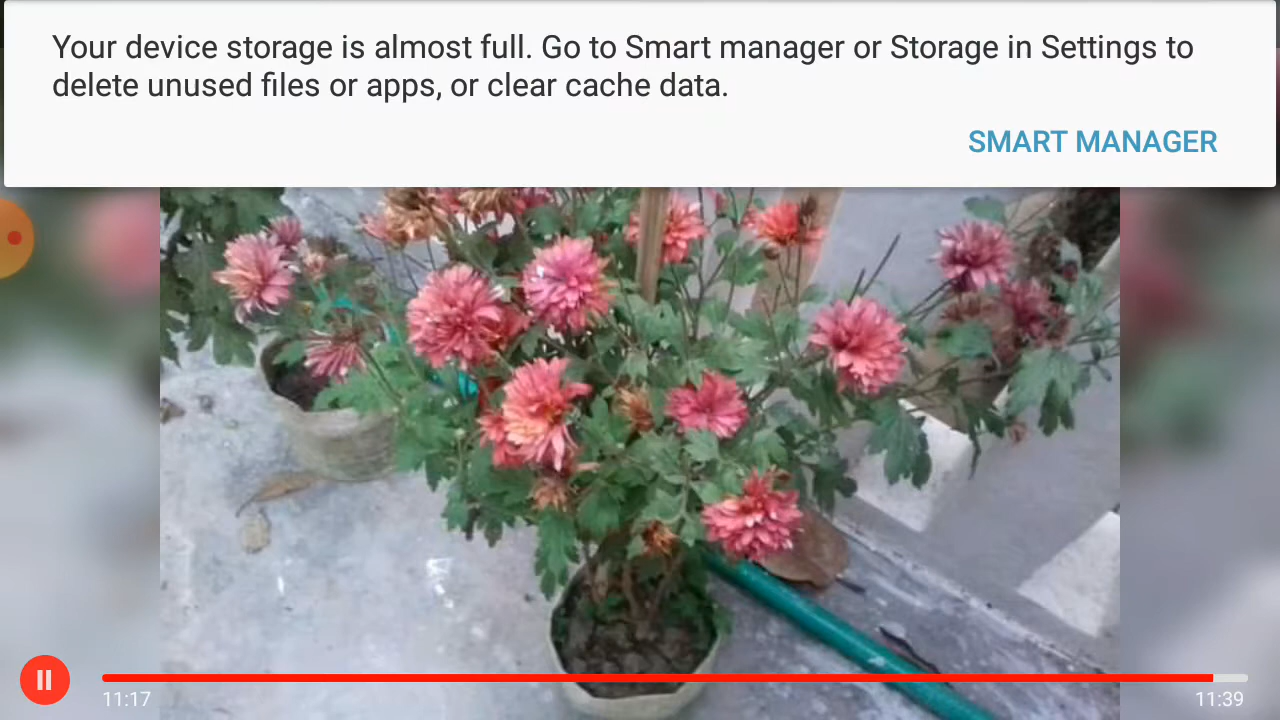 Your device storage is almost full. Go to Smart manager or Storage in Settings to
delete unused files or apps, or clear cache data.
SMART MANAGER
11:17
11:39